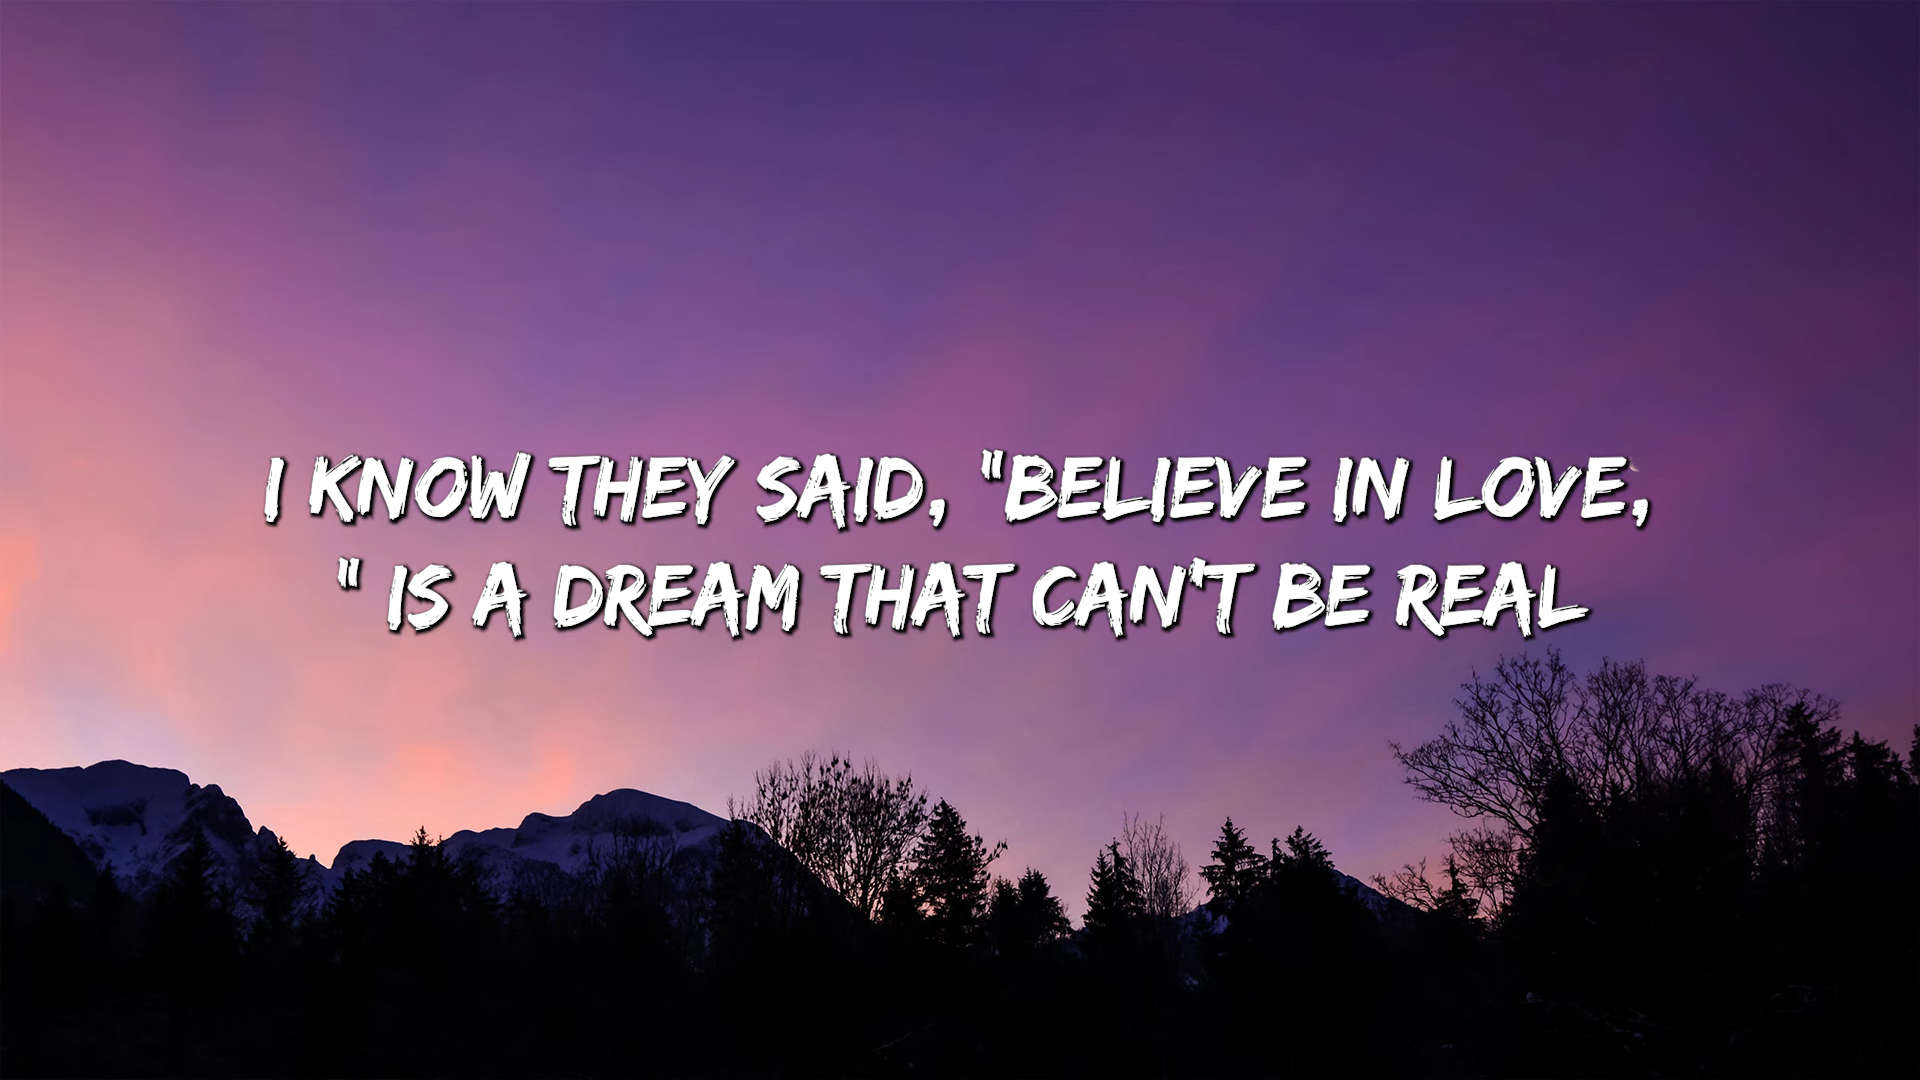 I KNOW THEY SAID, "BELIEVE IN LOVE,
" IS A DREAM THAT CAN'T BE REAL